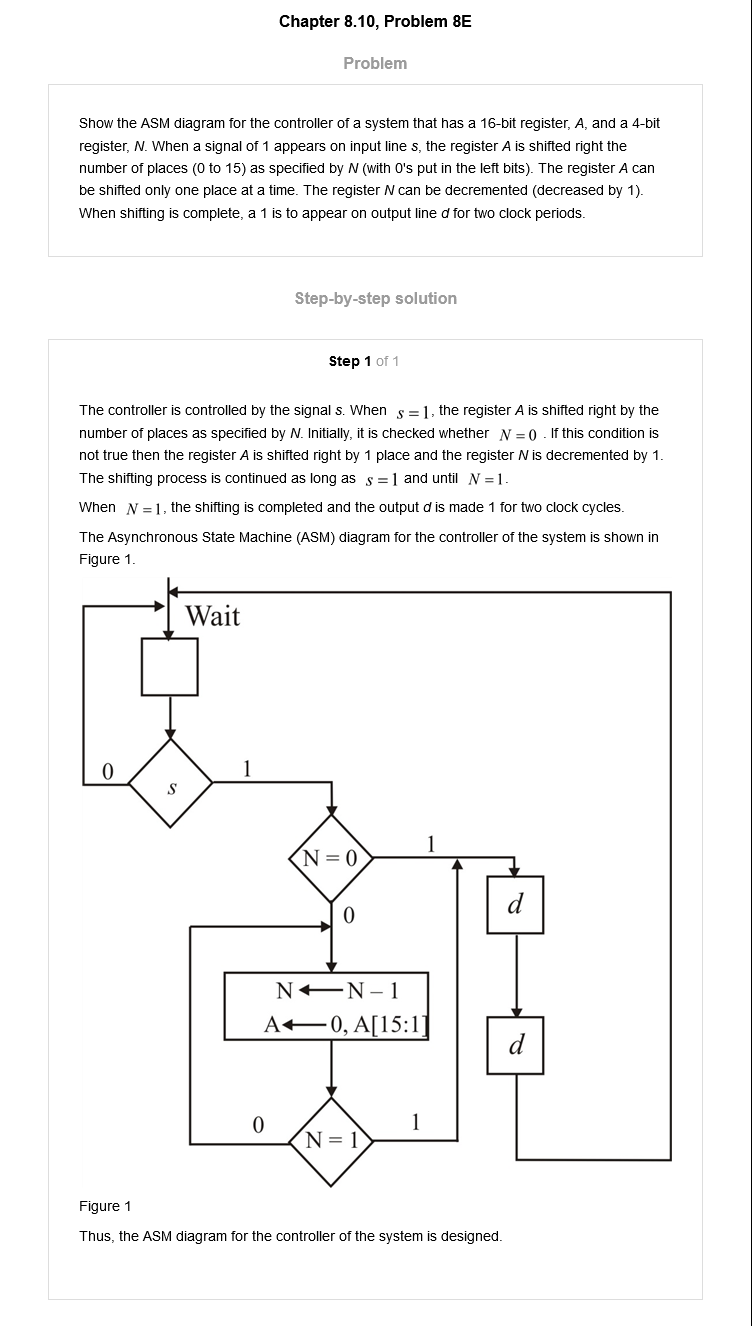 Chapter 8.10, Problem 8E
Problem
Show the ASM diagram for the controller of a system that has a 16-bit register, A, and a 4-bit
register, N. When a signal of 1 appears on input line s, the register A is shifted right the
number of places (0 to 15) as specified by N (with 0's put in the left bits). The register A can
be shifted only one place at a time. The register N can be decremented (decreased by 1).
When shifting is complete, a 1 is to appear on output line d for two clock periods.
Step-by-step solution
Step 1 of 1
The controller is controlled by the signal s. When s = 1, the register A is shifted right by the
number of places as specified by N. Initially, it is checked whether N = 0 . If this condition is
not true then the register A is shifted right by 1 place and the register N is decremented by 1.
The shifting process is continued as long as s = 1 and until N = 1.
When N = 1, the shifting is completed and the output d is made 1 for two clock cycles.
The Asynchronous State Machine (ASM) diagram for the controller of the system is shown in
Figure 1.
Wait
0
s
1
N = 0
1
0
d
N ← N – 1
A ← 0, A[15:1]
d
0
N = 1
1
Figure 1
Thus, the ASM diagram for the controller of the system is designed.